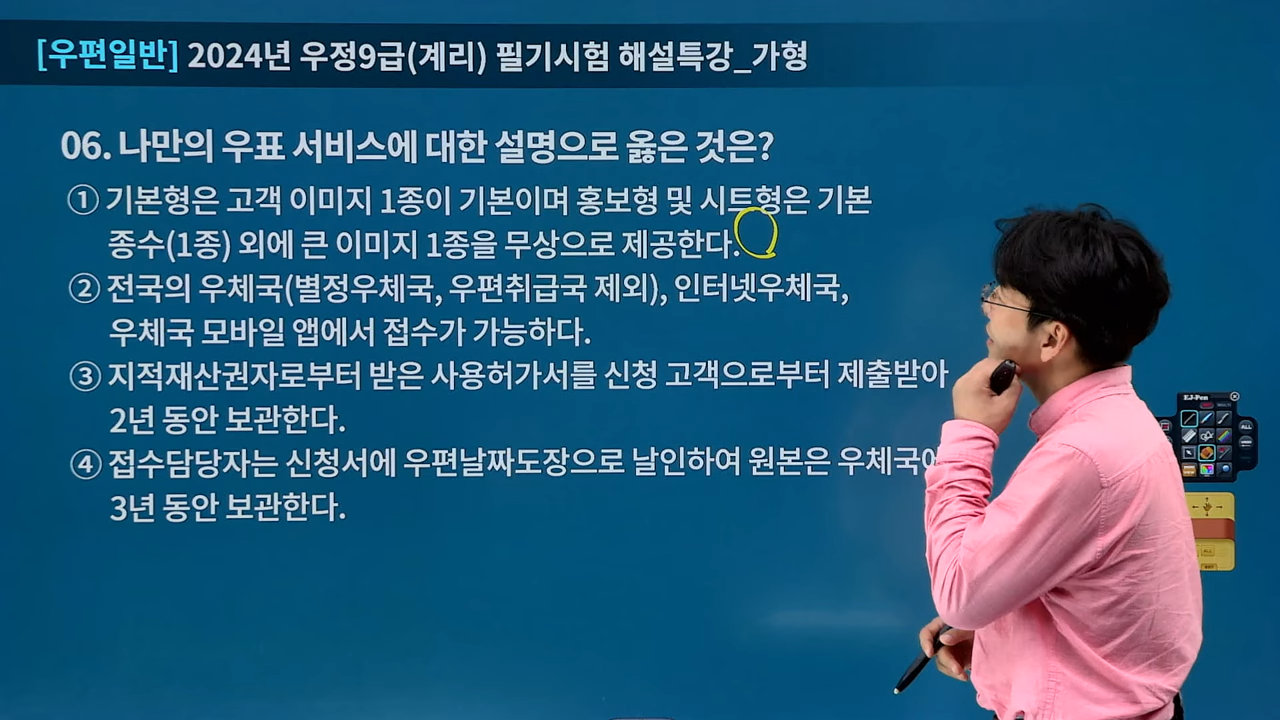 [우편일반] 2024년 우정9급(계리) 필기시험 해설특강_가형
06. 나만의 우표 서비스에 대한 설명으로 옳은 것은?
① 기본형은 고객 이미지 1종이 기본이며 홍보형 및 시트형은 기본
종수(1종) 외에 큰 이미지 1종을 무상으로 제공한다.
② 전국의 우체국(별정우체국, 우편취급국 제외), 인터넷우체국,
우체국 모바일 앱에서 접수가 가능하다.
③ 지적재산권자로부터 받은 사용허가서를 신청 고객으로부터 제출받아
2년 동안 보관한다.
④ 접수담당자는 신청서에 우편날짜도장으로 날인하여 원본은 우체국에
3년 동안 보관한다.
EJ-Pen
ALL